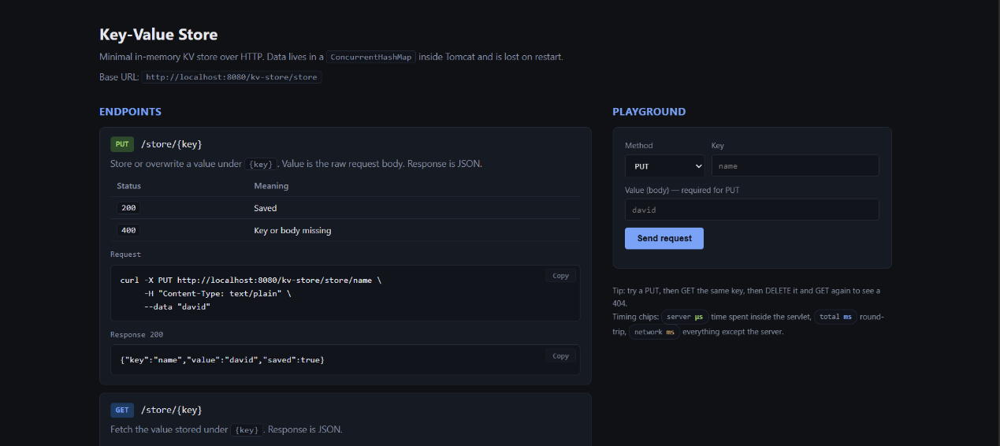 Key-Value Store
Minimal in-memory KV store over HTTP. Data lives in a ConcurrentHashMap inside Tomcat and is lost on restart.
Base URL: http://localhost:8080/kv-store/store
ENDPOINTS
PUT /store/{key}
Store or overwrite a value under {key}. Value is the raw request body. Response is JSON.
Status Meaning
200 Saved
400 Key or body missing
Request
Copy
curl -X PUT http://localhost:8080/kv-store/store/name \
-H "Content-Type: text/plain" \
--data "david"
Response 200
Copy
{"key":"name","value":"david","saved":true}
GET /store/{key}
Fetch the value stored under {key}. Response is JSON.
PLAYGROUND
Method Key
PUT name
Value (body) — required for PUT
david
Send request
Tip: try a PUT, then GET the same key, then DELETE it and GET again to see a
404.
Timing chips: server µs time spent inside the servlet, total ms round-
trip, network ms everything except the server.